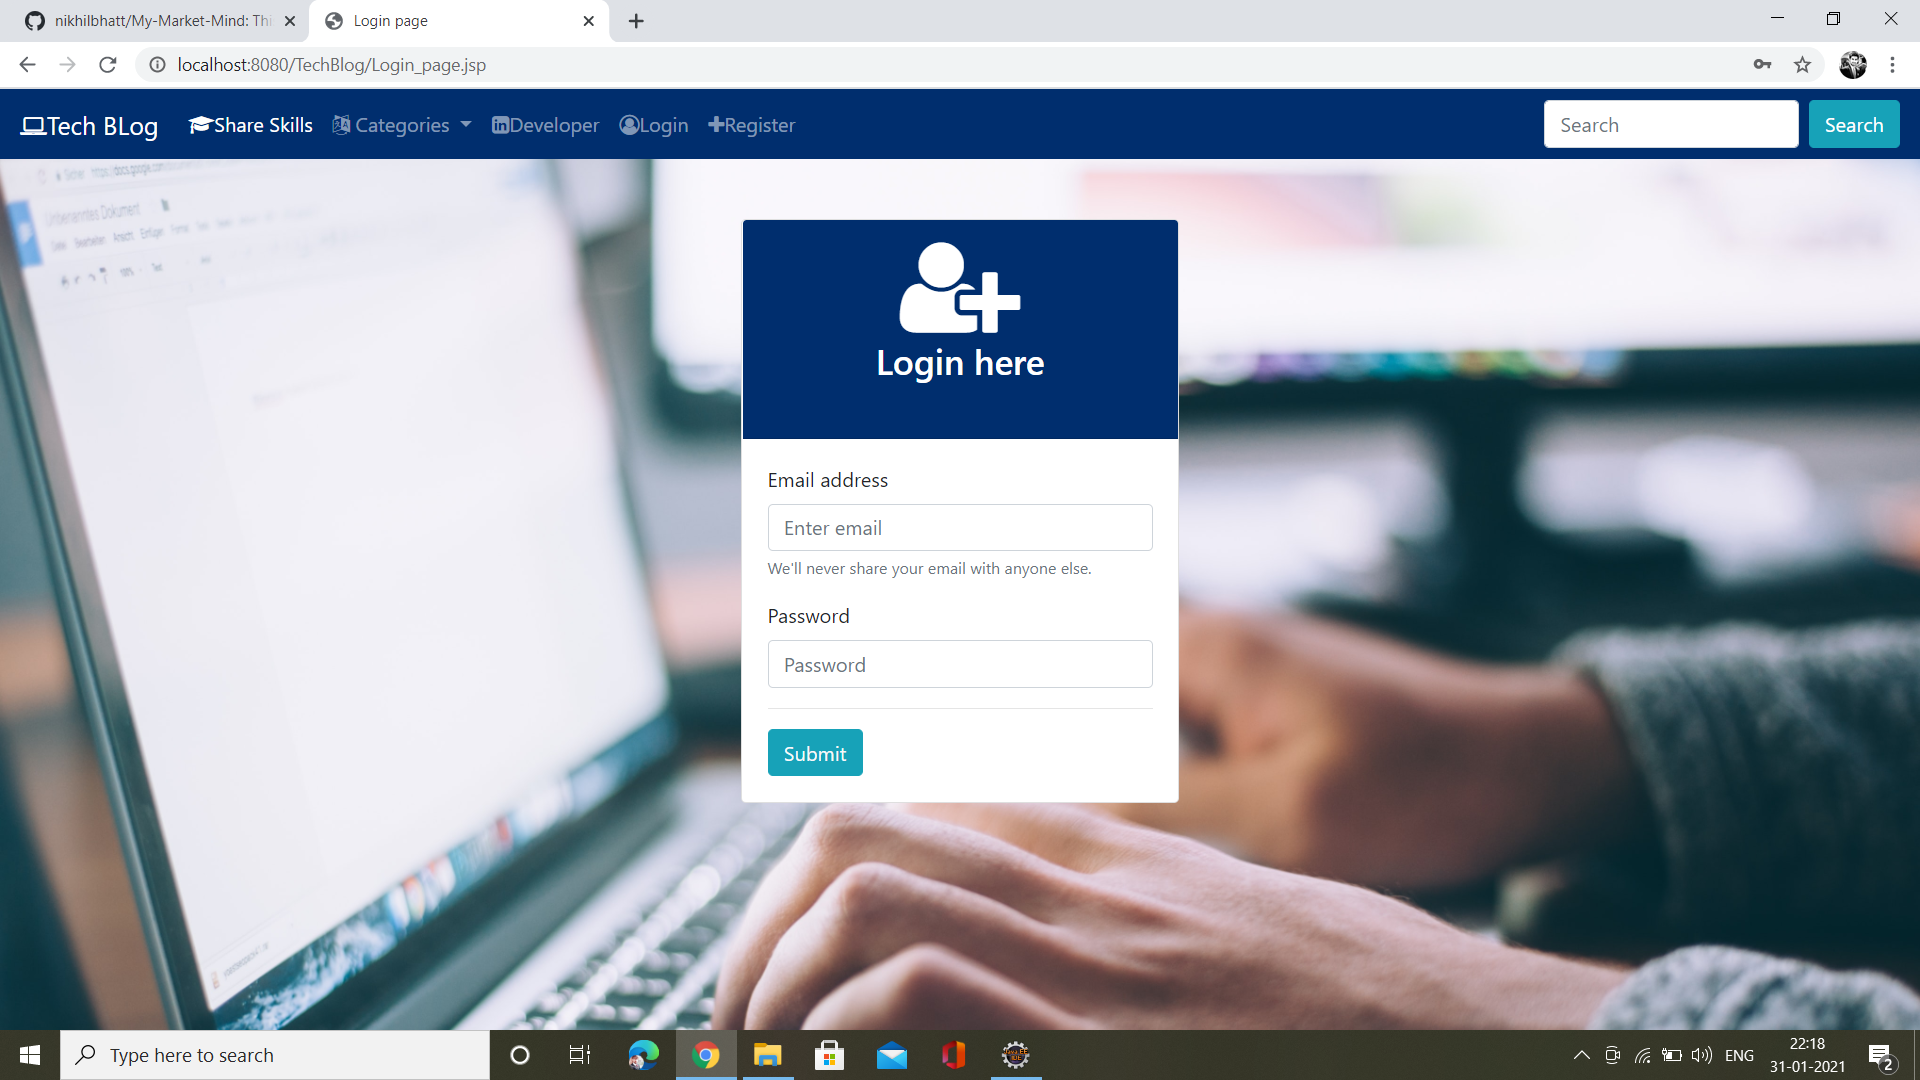 nikhilbhatt/My-Market-Mind: Thi
Login page
localhost:8080/TechBlog/Login_page.jsp
Tech BLog
Share Skills
Categories
Developer
Login
Register
Search
Search
Unbenanntes Dokument
Login here
Email address
Enter email
We'll never share your email with anyone else.
Password
Password
Submit
Type here to search
ENG
22:18
31-01-2021
2